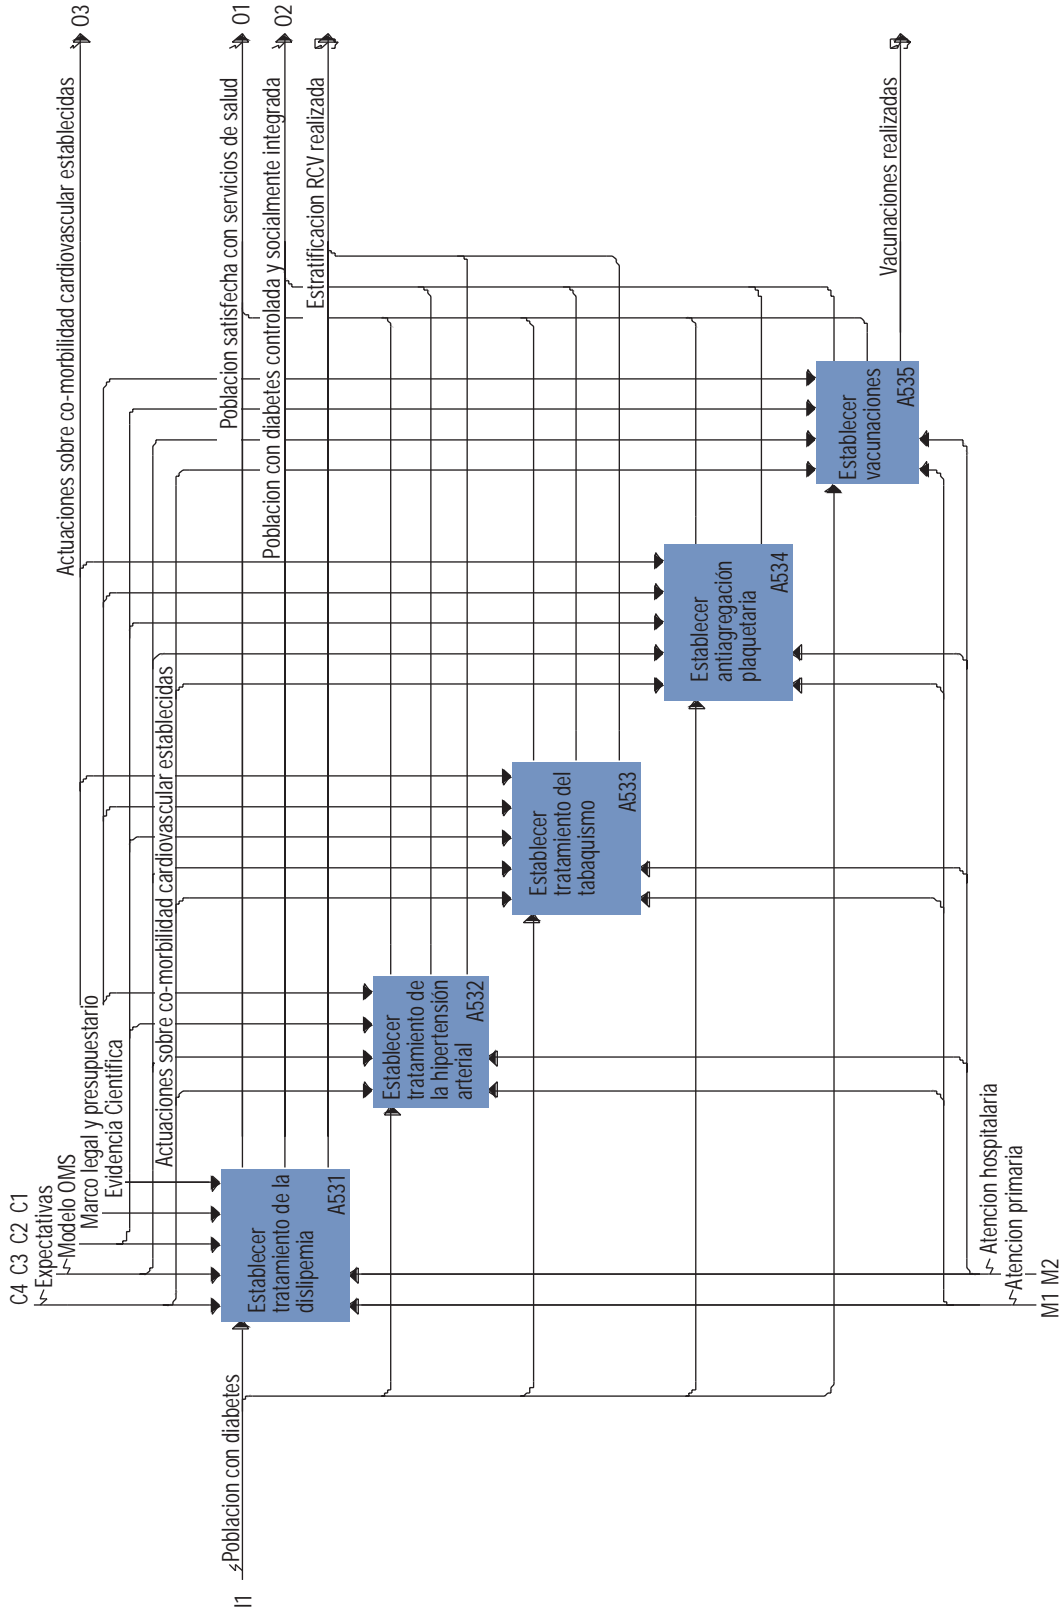 C4 C3 C2 C1
Expectativas
Modelo OMS
Marco legal y presupuestario
Evidencia Científica
Actuaciones sobre co-morbilidad cardiovascular establecidas
O3
Actuaciones sobre co-morbilidad cardiovascular establecidas
I1
Poblacion con diabetes
Establecer
tratamiento de la
dislipemia
A531
Poblacion satisfecha con servicios de salud
O1
Poblacion con diabetes controlada y socialmente integrada
O2
Estratificacion RCV realizada
Establecer
tratamiento de
la hipertensión
arterial
A532
Establecer
tratamiento del
tabaquismo
A533
Establecer
antiagregación
plaquetaria
A534
Establecer
vacunaciones
A535
Vacunaciones realizadas
Atencion hospitalaria
Atencion primaria
M1 M2